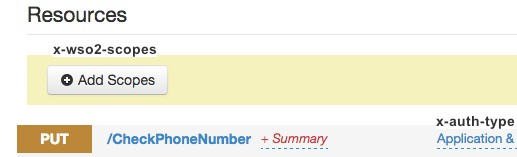 Resources
x-wso2-scopes
Add Scopes
x-auth-type
PUT /CheckPhoneNumber + Summary Application &